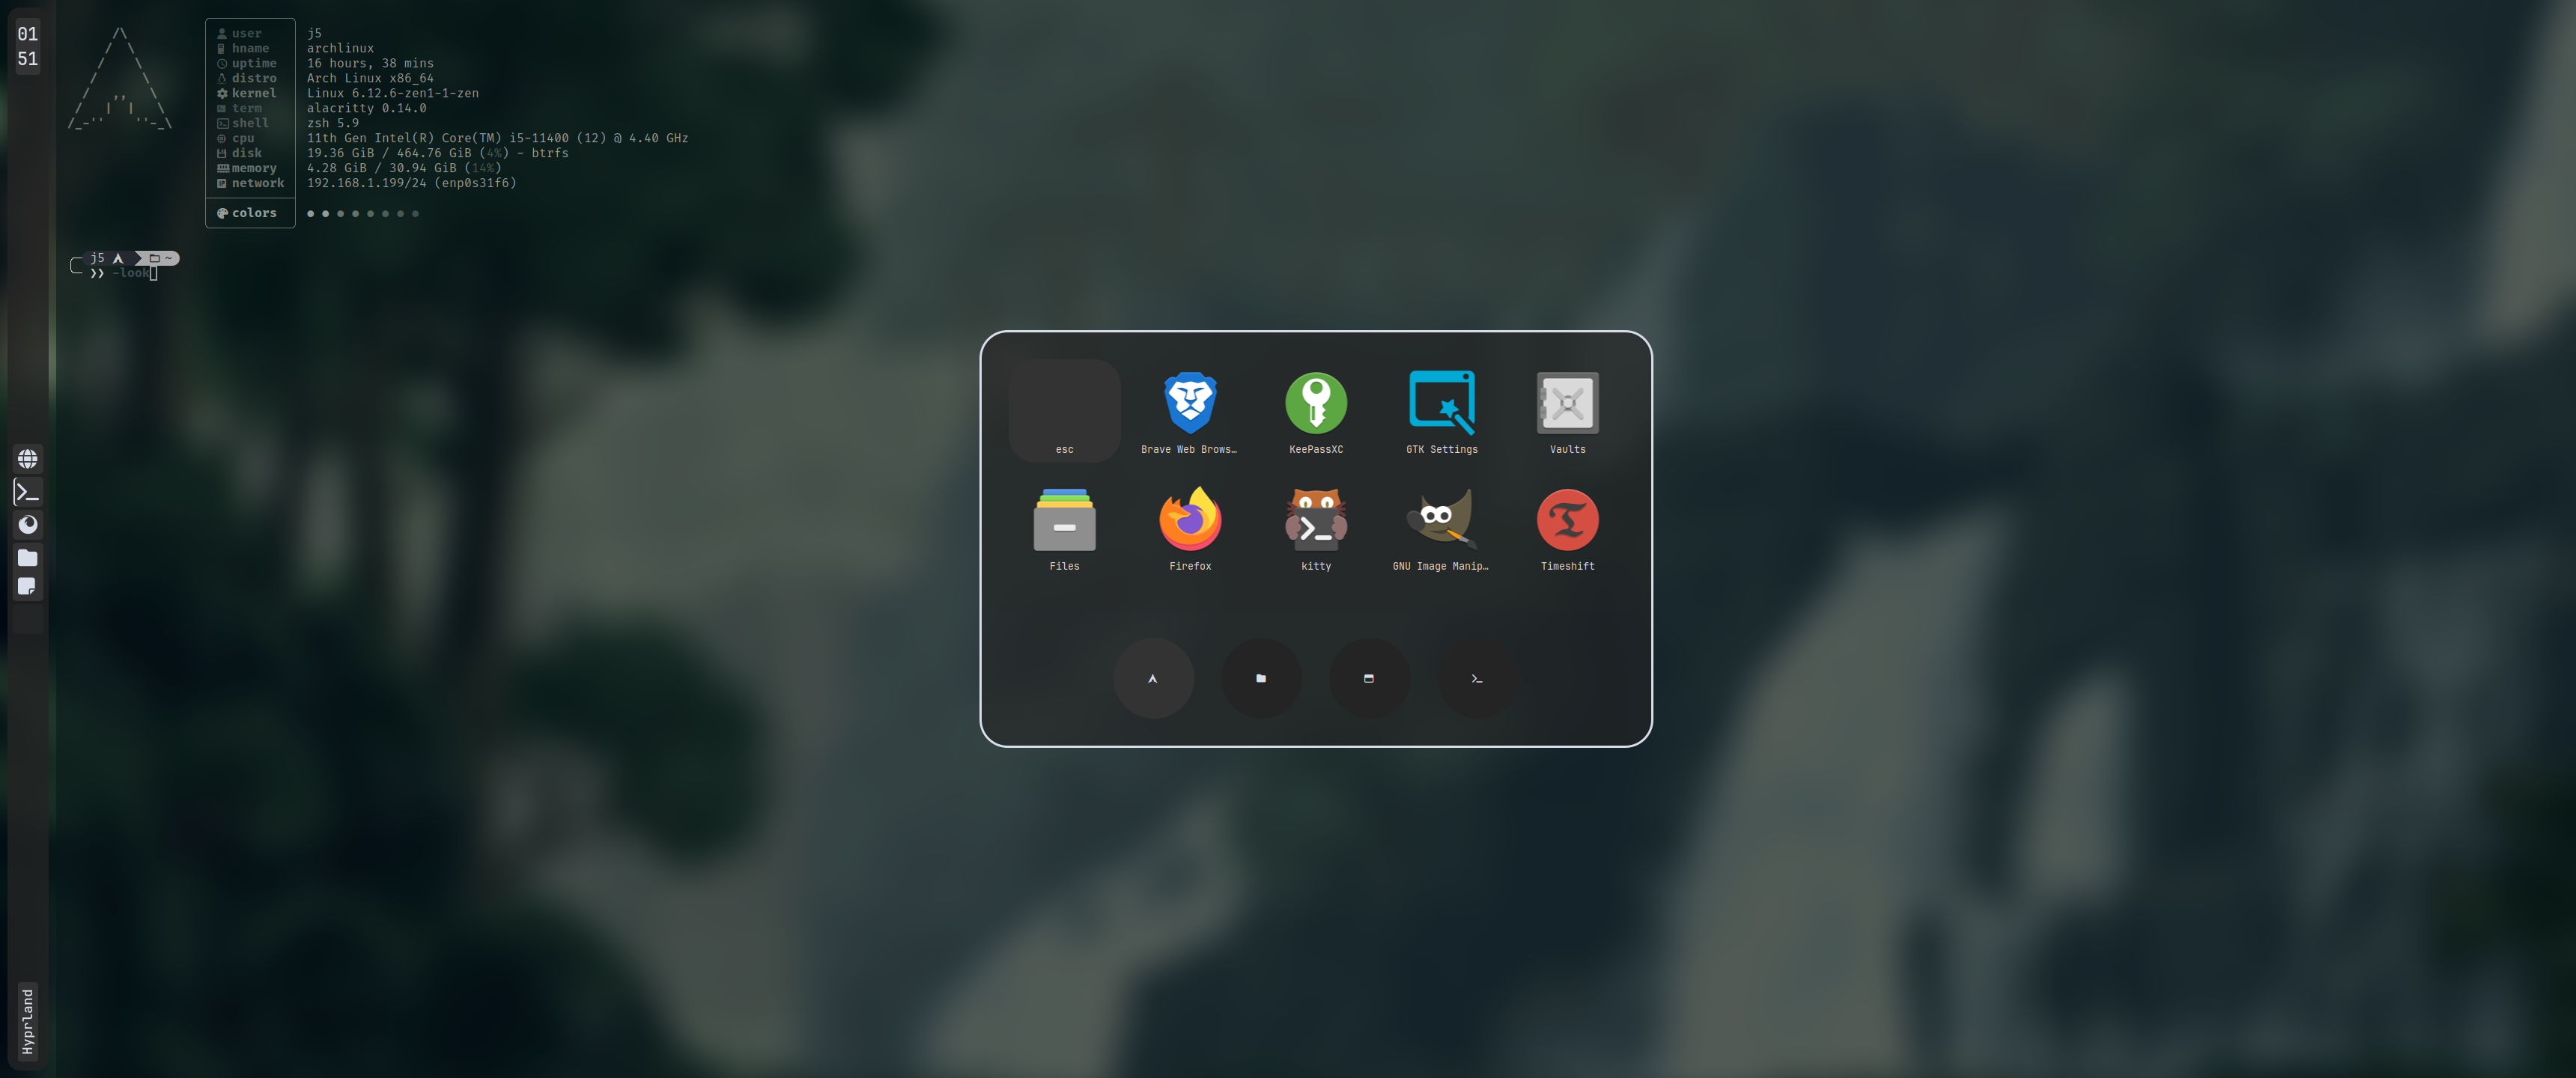 01
51
user j5
hname archlinux
uptime 16 hours, 38 mins
distro Arch Linux x86_64
kernel Linux 6.12.6-zen1-1-zen
term alacritty 0.14.0
shell zsh 5.9
cpu 11th Gen Intel(R) Core(TM) i5-11400 (12) @ 4.40 GHz
disk 19.36 GiB / 464.76 GiB (4%) - btrfs
memory 4.28 GiB / 30.94 GiB (14%)
network 192.168.1.199/24 (enp0s31f6)
colors
j5 ~
❯❯ -look
esc Brave Web Brows… KeePassXC GTK Settings Vaults
Files Firefox kitty GNU Image Manip… Timeshift
Hyprland